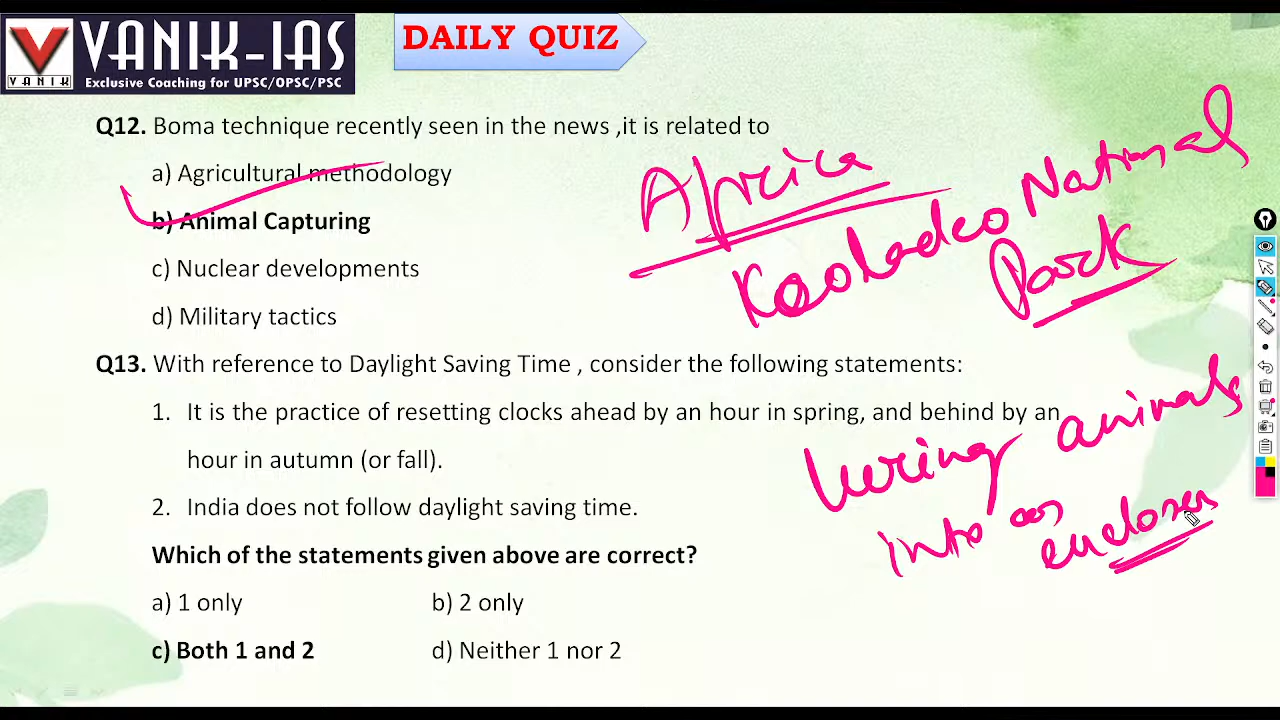 VANIK-IAS
VANIK
Exclusive Coaching for UPSC/OPSC/PSC
DAILY QUIZ
Q12. Boma technique recently seen in the news ,it is related to
a) Agricultural methodology
b) Animal Capturing
c) Nuclear developments
d) Military tactics
Africa
Keoladeo National
Park
Q13. With reference to Daylight Saving Time , consider the following statements:
1. It is the practice of resetting clocks ahead by an hour in spring, and behind by an
hour in autumn (or fall).
2. India does not follow daylight saving time.
Which of the statements given above are correct?
a) 1 only b) 2 only
c) Both 1 and 2 d) Neither 1 nor 2
luring animals
into an